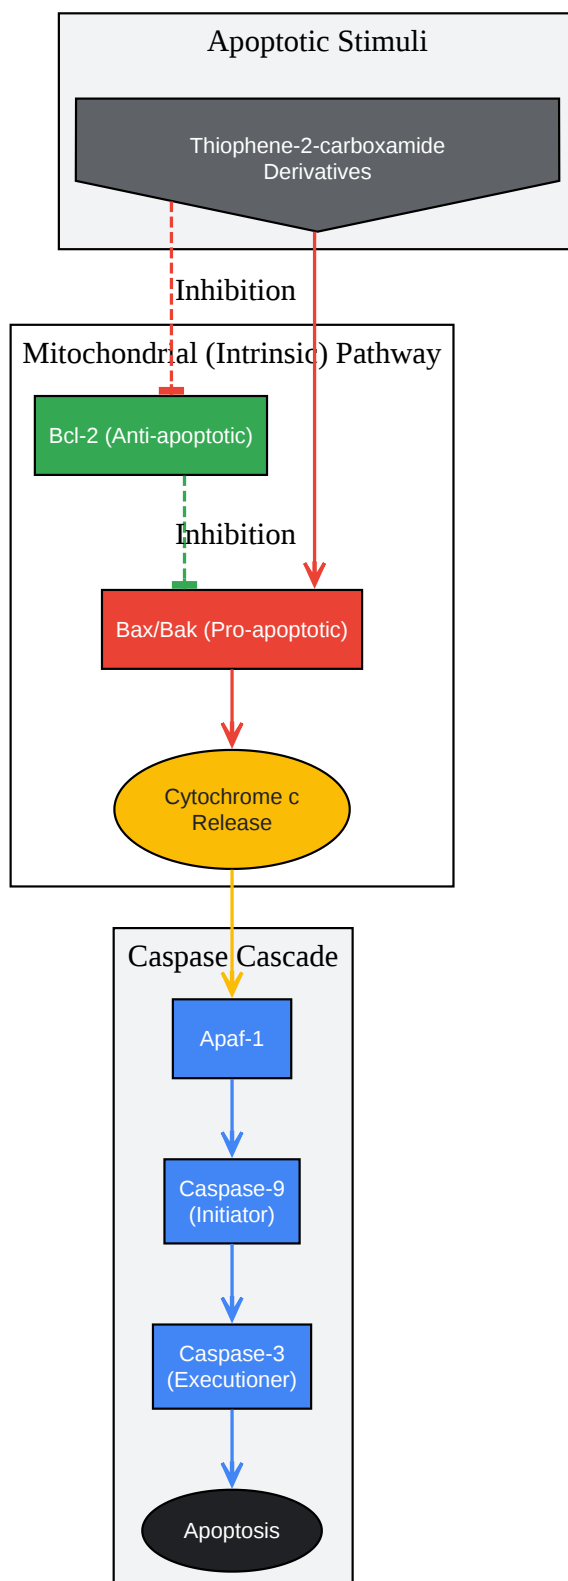 Apoptotic Stimuli
Thiophene-2-carboxamide
Derivatives
Inhibition
Mitochondrial (Intrinsic) Pathway
Bcl-2 (Anti-apoptotic)
Inhibition
Bax/Bak (Pro-apoptotic)
Cytochrome c
Release
Caspase Cascade
Apaf-1
Caspase-9
(Initiator)
Caspase-3
(Executioner)
Apoptosis